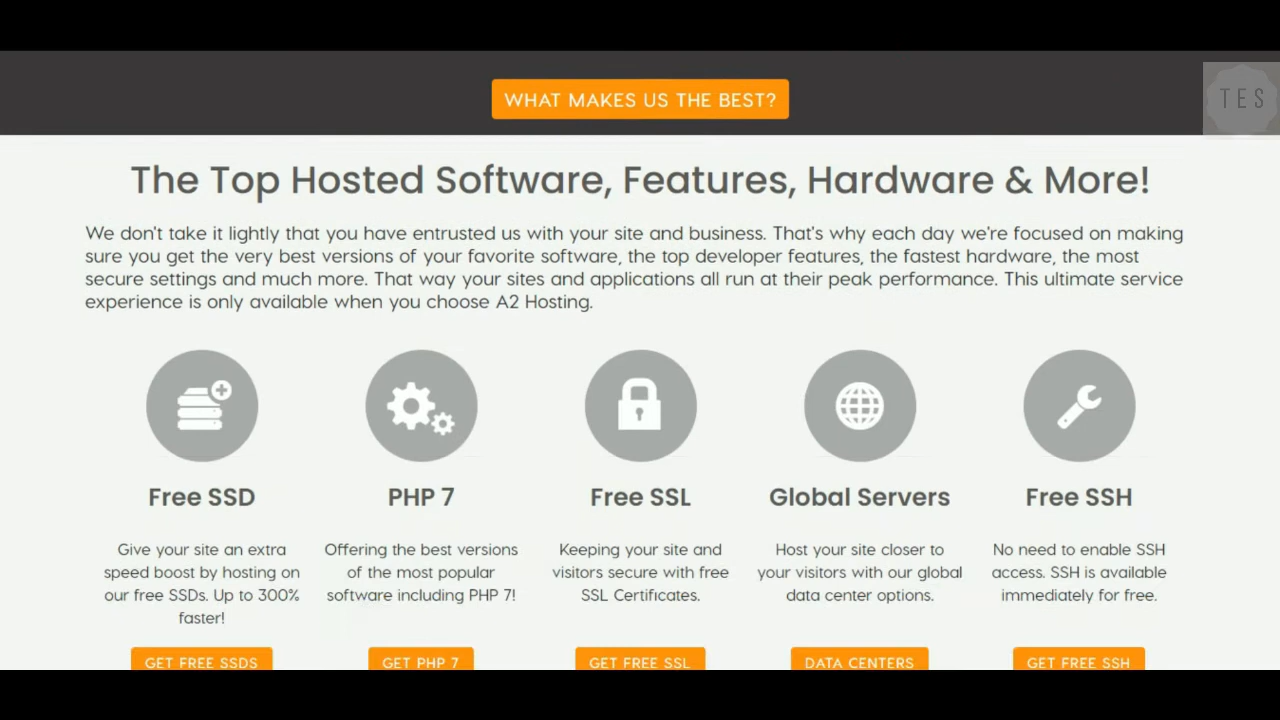 WHAT MAKES US THE BEST?
TES
The Top Hosted Software, Features, Hardware & More!
We don't take it lightly that you have entrusted us with your site and business. That's why each day we're focused on making
sure you get the very best versions of your favorite software, the top developer features, the fastest hardware, the most
secure settings and much more. That way your sites and applications all run at their peak performance. This ultimate service
experience is only available when you choose A2 Hosting.
Free SSD
Give your site an extra
speed boost by hosting on
our free SSDs. Up to 300%
faster!
GET FREE SSDS
PHP 7
Offering the best versions
of the most popular
software including PHP 7!
GET PHP 7
Free SSL
Keeping your site and
visitors secure with free
SSL Certificates.
GET FREE SSL
Global Servers
Host your site closer to
your visitors with our global
data center options.
DATA CENTERS
Free SSH
No need to enable SSH
access. SSH is available
immediately for free.
GET FREE SSH